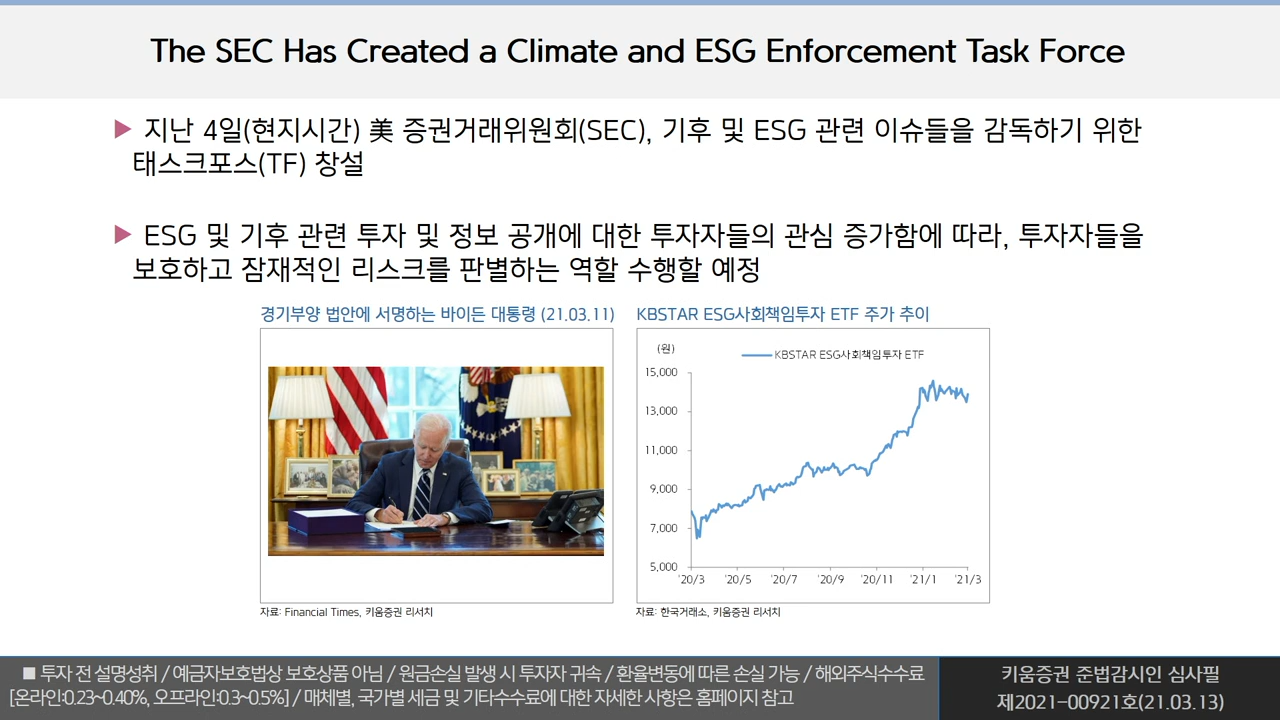 The SEC Has Created a Climate and ESG Enforcement Task Force
▶ 지난 4일(현지시간) 美 증권거래위원회(SEC), 기후 및 ESG 관련 이슈들을 감독하기 위한
태스크포스(TF) 창설
▶ ESG 및 기후 관련 투자 및 정보 공개에 대한 투자자들의 관심 증가함에 따라, 투자자들을
보호하고 잠재적인 리스크를 판별하는 역할 수행할 예정
경기부양 법안에 서명하는 바이든 대통령 (21.03.11)
자료: Financial Times, 키움증권 리서치
KBSTAR ESG사회책임투자 ETF 주가 추이
(원)
KBSTAR ESG사회책임투자 ETF
15,000
13,000
11,000
9,000
7,000
5,000
'20/3 '20/5 '20/7 '20/9 '20/11 '21/1 '21/3
자료: 한국거래소, 키움증권 리서치
■ 투자 전 설명청취 / 예금자보호법상 보호상품 아님 / 원금손실 발생 시 투자자 귀속 / 환율변동에 따른 손실 가능 / 해외주식수수료
[온라인:0.23~0.40%, 오프라인:0.3~0.5%] / 매체별, 국가별 세금 및 기타수수료에 대한 자세한 사항은 홈페이지 참고
키움증권 준법감시인 심사필
제2021-00921호(21.03.13)